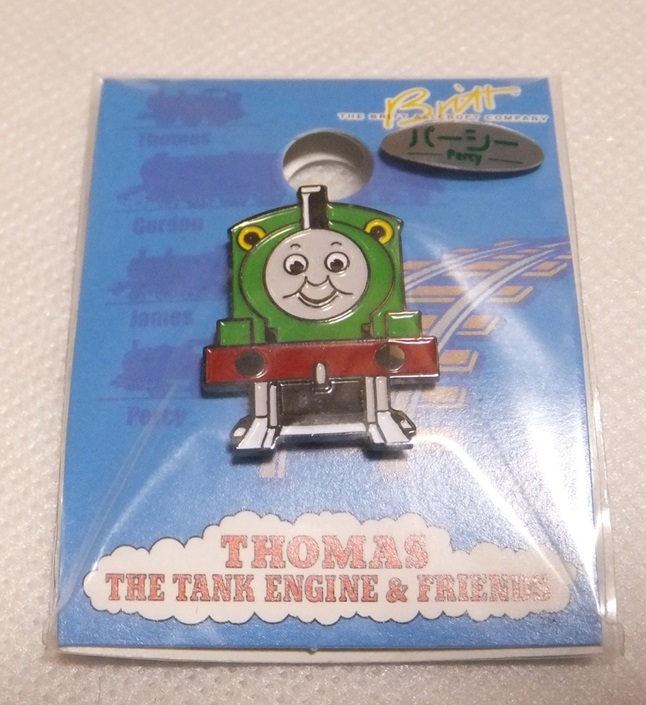 Britt
THE BRITT ALLCROFT COMPANY
パーシー
Percy
Thomas
Gordon
James
Percy
THOMAS
THE TANK ENGINE & FRIENDS